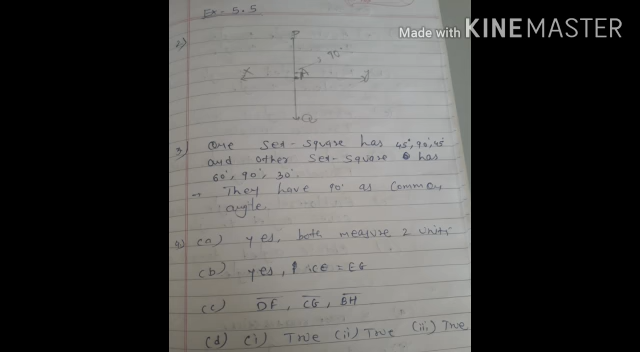 Made with KINEMASTER
Ex- 5.5
2)
P
90°
X
Y
Q
3) One Set-Square has 45°, 90°, 45°
and other Set-Square has
60°, 90°, 30°.
→ They have 90° as common
angle.
4) (a) yes, both measure 2 units
(b) yes, CE = EG
(c) DF, CG, BH
(d) (i) True (ii) True (iii) True